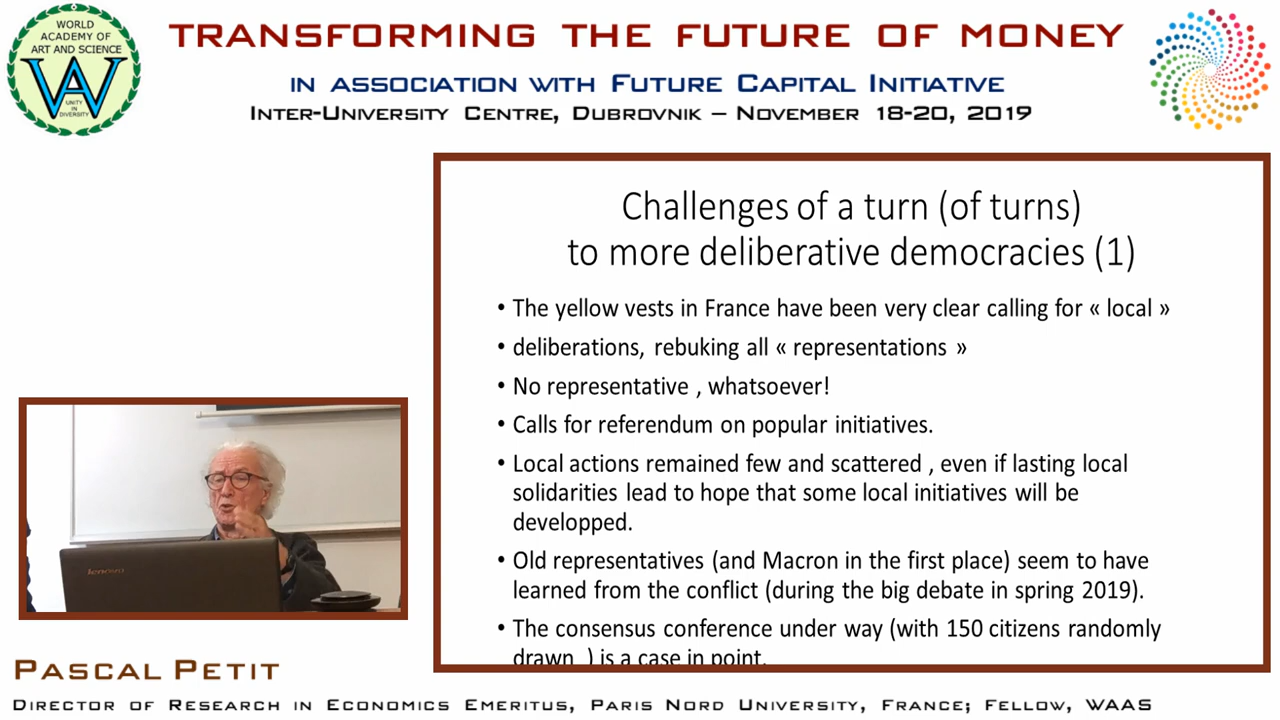 WORLD
ACADEMY OF
ART AND SCIENCE
WA
UNITY
IN
DIVERSITY
TRANSFORMING THE FUTURE OF MONEY
IN ASSOCIATION WITH FUTURE CAPITAL INITIATIVE
INTER-UNIVERSITY CENTRE, DUBROVNIK – NOVEMBER 18-20, 2019
Challenges of a turn (of turns)
to more deliberative democracies (1)
• The yellow vests in France have been very clear calling for « local »
• deliberations, rebuking all « representations »
• No representative , whatsoever!
• Calls for referendum on popular initiatives.
• Local actions remained few and scattered , even if lasting local
solidarities lead to hope that some local initiatives will be
developped.
• Old representatives (and Macron in the first place) seem to have
learned from the conflict (during the big debate in spring 2019).
• The consensus conference under way (with 150 citizens randomly
drawn ) is a case in point.
lenovo
PASCAL PETIT
DIRECTOR OF RESEARCH IN ECONOMICS EMERITUS, PARIS NORD UNIVERSITY, FRANCE; FELLOW, WAAS